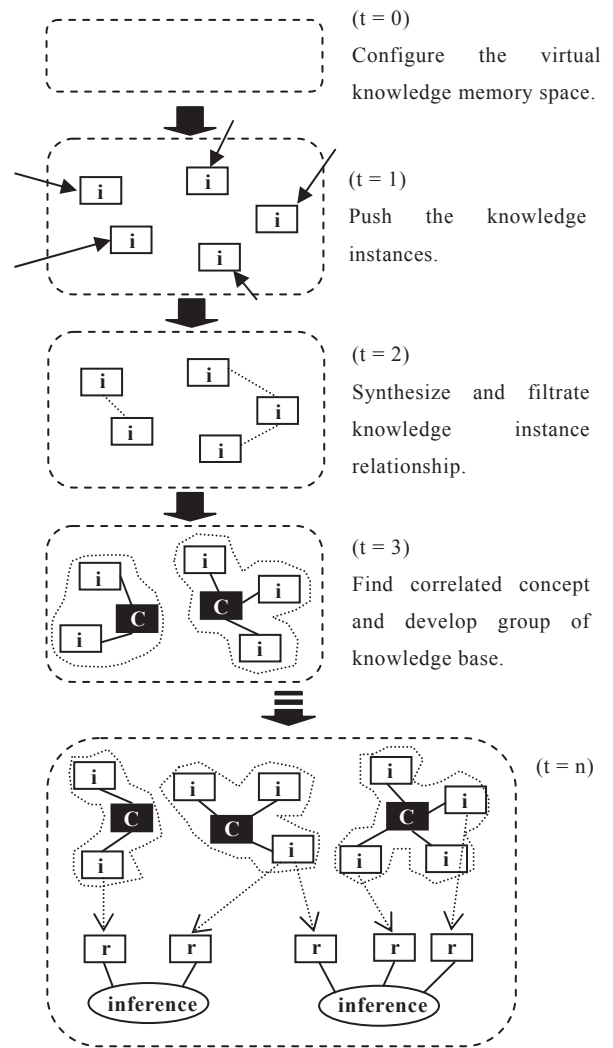 (t = 0)
Configure the virtual
knowledge memory space.
(t = 1)
Push the knowledge
instances.
i
i
i
i
i
(t = 2)
Synthesize and filtrate
knowledge instance
relationship.
i
i
i
i
i
(t = 3)
Find correlated concept
and develop group of
knowledge base.
i
i
C
i
i
C
i
i
(t = n)
i
C
i
i
i
C
i
i
i
C
i
i
r
r
r
r
r
inference
inference